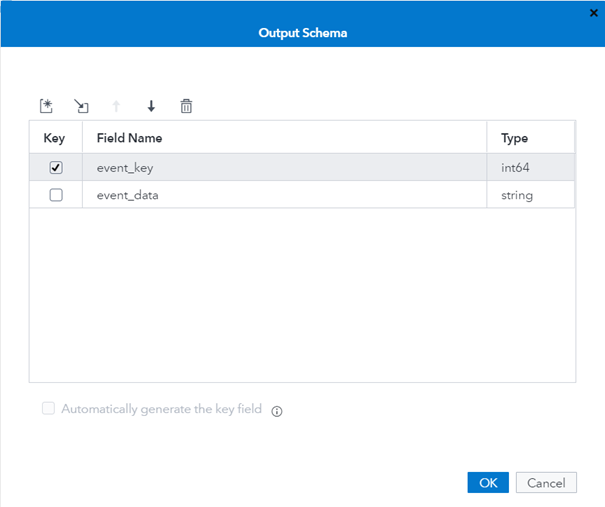 Output Schema
Key Field Name Type
event_key int64
event_data string
Automatically generate the key field
OK Cancel